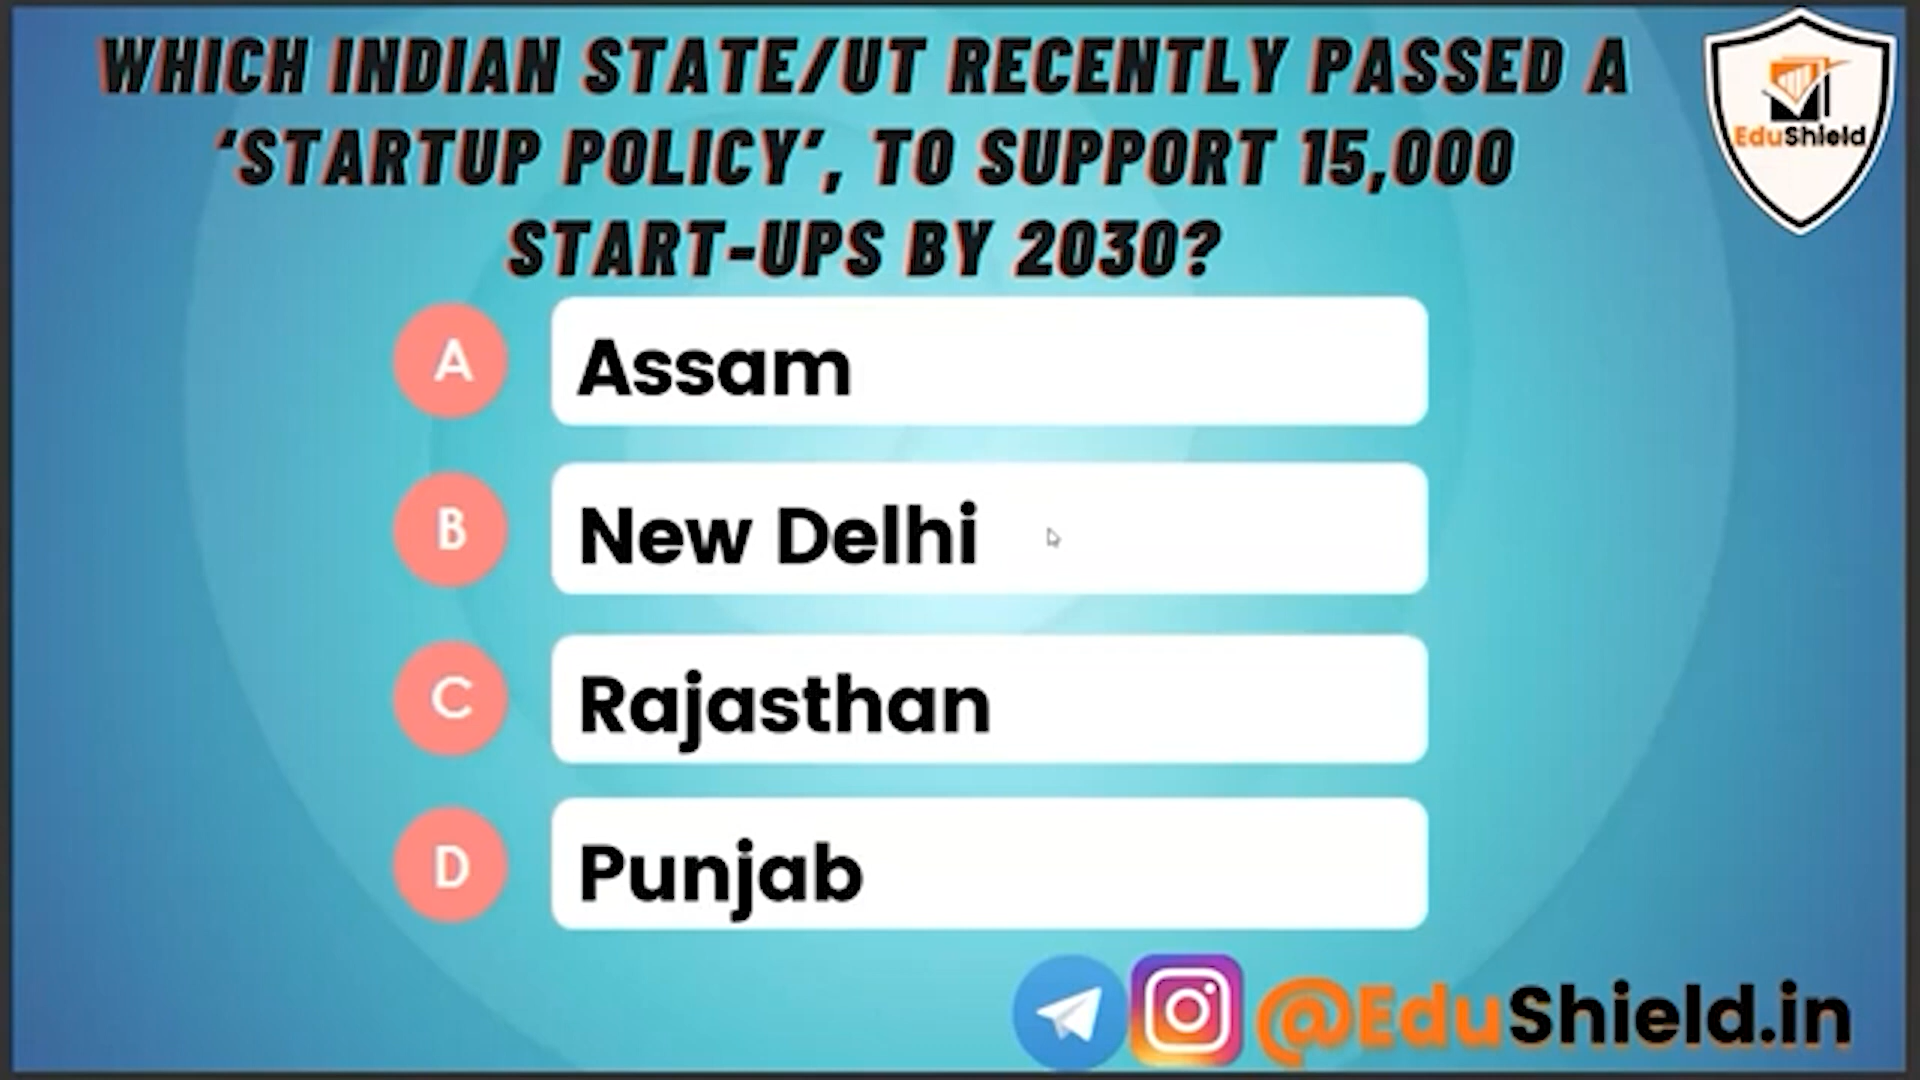 WHICH INDIAN STATE/UT RECENTLY PASSED A
‘STARTUP POLICY’, TO SUPPORT 15,000
START-UPS BY 2030?
EduShield
A Assam
B New Delhi
C Rajasthan
D Punjab
@EduShield.in